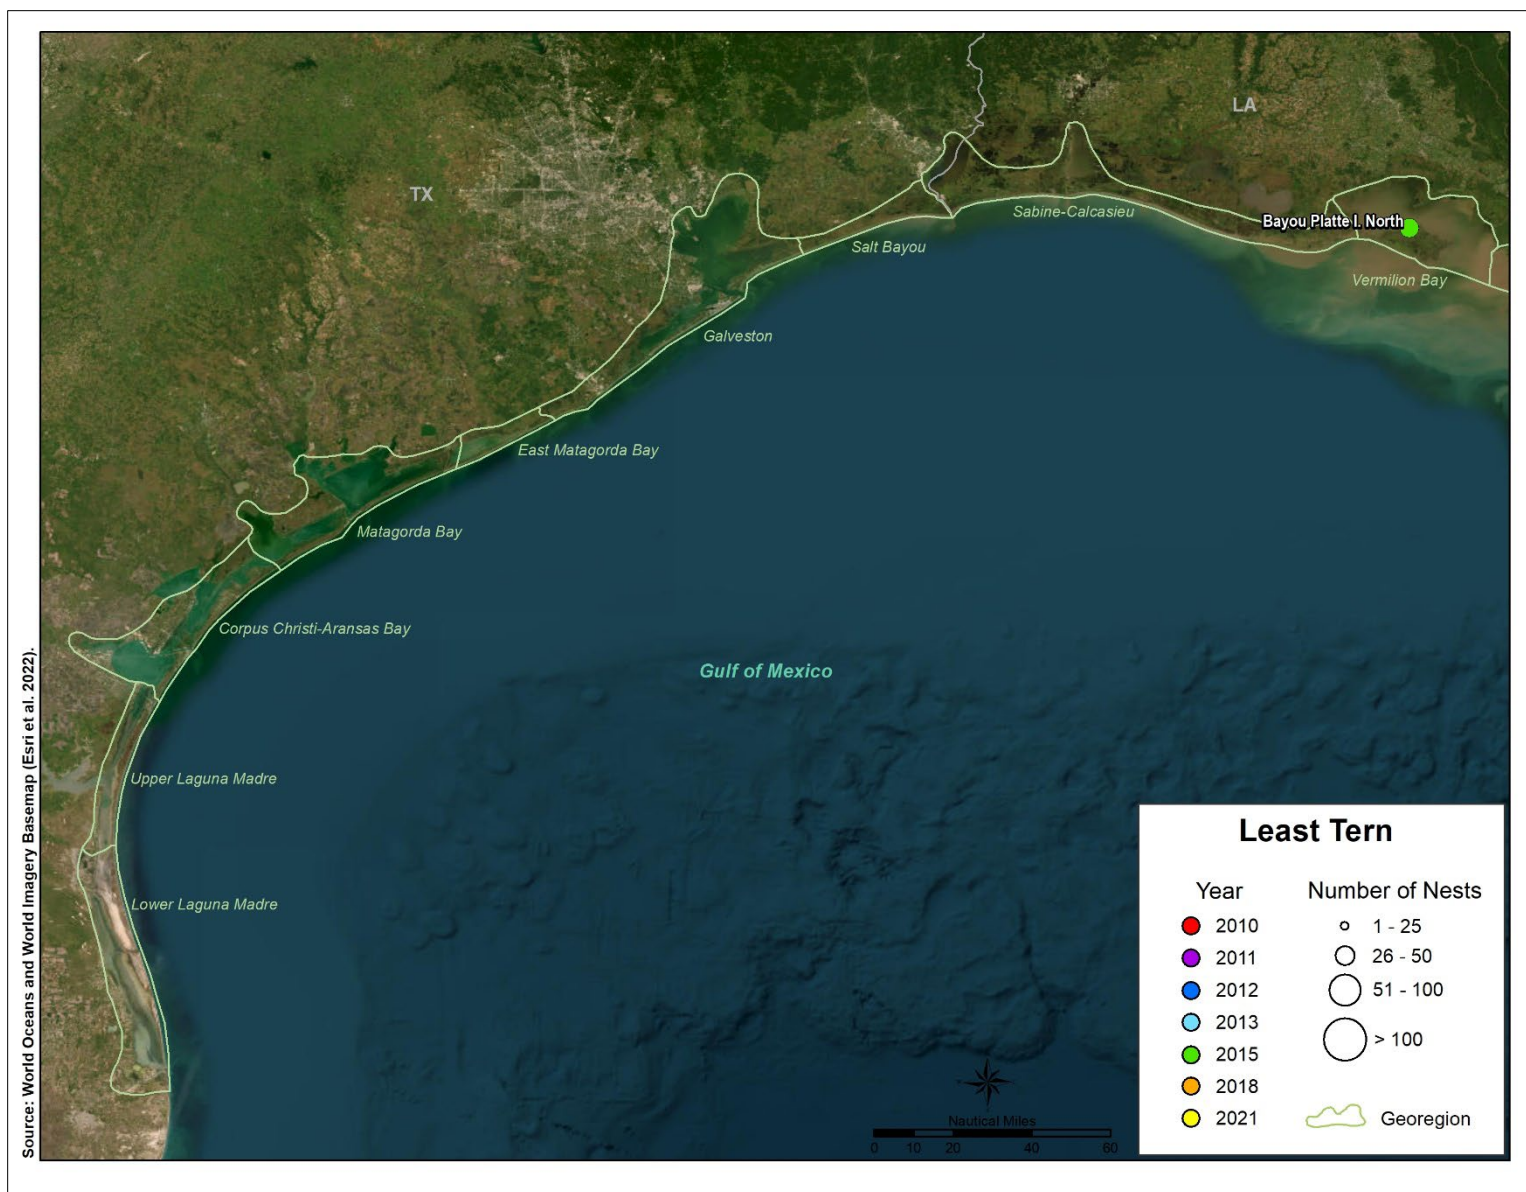 LA
TX
Bayou Platte I. North
Sabine-Calcasieu
Salt Bayou
Vermilion Bay
Galveston
East Matagorda Bay
Matagorda Bay
Corpus Christi-Aransas Bay
Gulf of Mexico
Upper Laguna Madre
Lower Laguna Madre
Source: World Oceans and World Imagery Basemap (Esri et al. 2022).
Nautical Miles
0 10 20 40 60
Least Tern
Year
2010
2011
2012
2013
2015
2018
2021
Number of Nests
1 - 25
26 - 50
51 - 100
> 100
Georegion